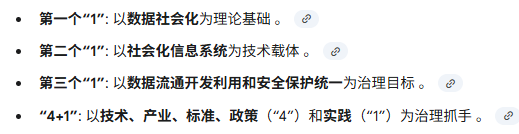 • 第一个“1”: 以数据社会化为理论基础 。
• 第二个“1”: 以社会化信息系统为技术载体 。
• 第三个“1”: 以数据流通开发利用和安全保护统一为治理目标 。
• “4+1”: 以技术、产业、标准、政策（“4”）和实践（“1”）为治理抓手 。